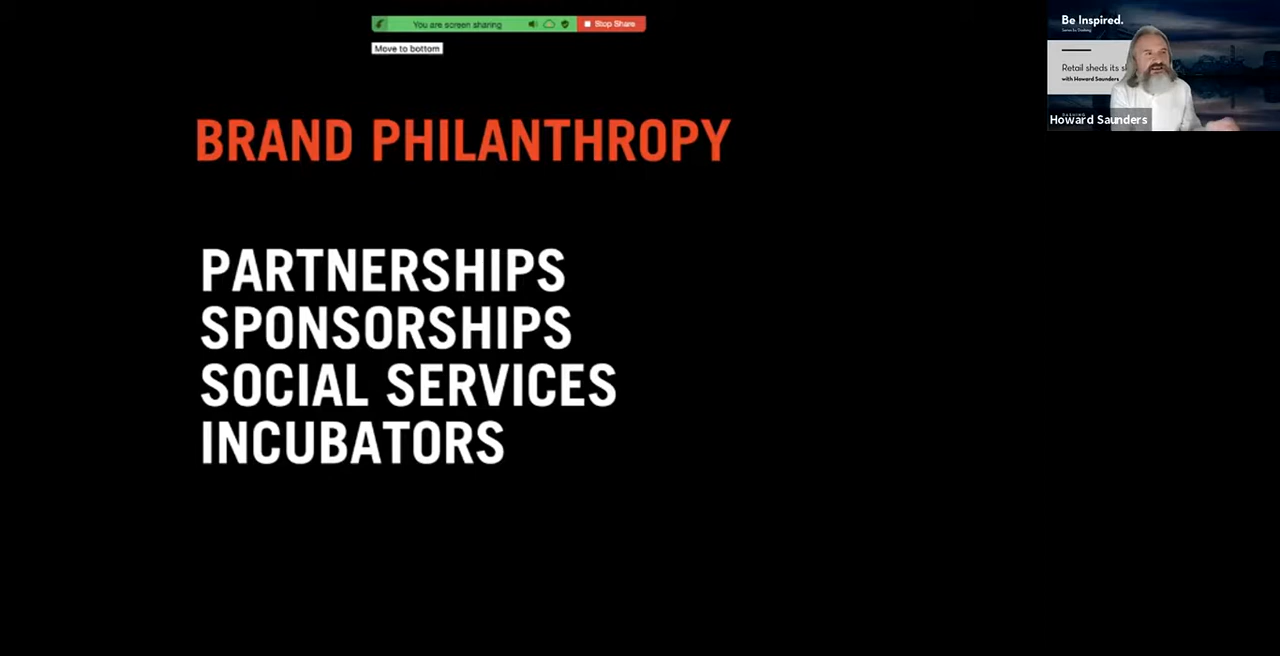 You are screen sharing
Stop Share
Move to bottom
BRAND PHILANTHROPY
PARTNERSHIPS
SPONSORSHIPS
SOCIAL SERVICES
INCUBATORS
Be Inspired.
Retail sheds its
with Howard Saunders
Howard Saunders